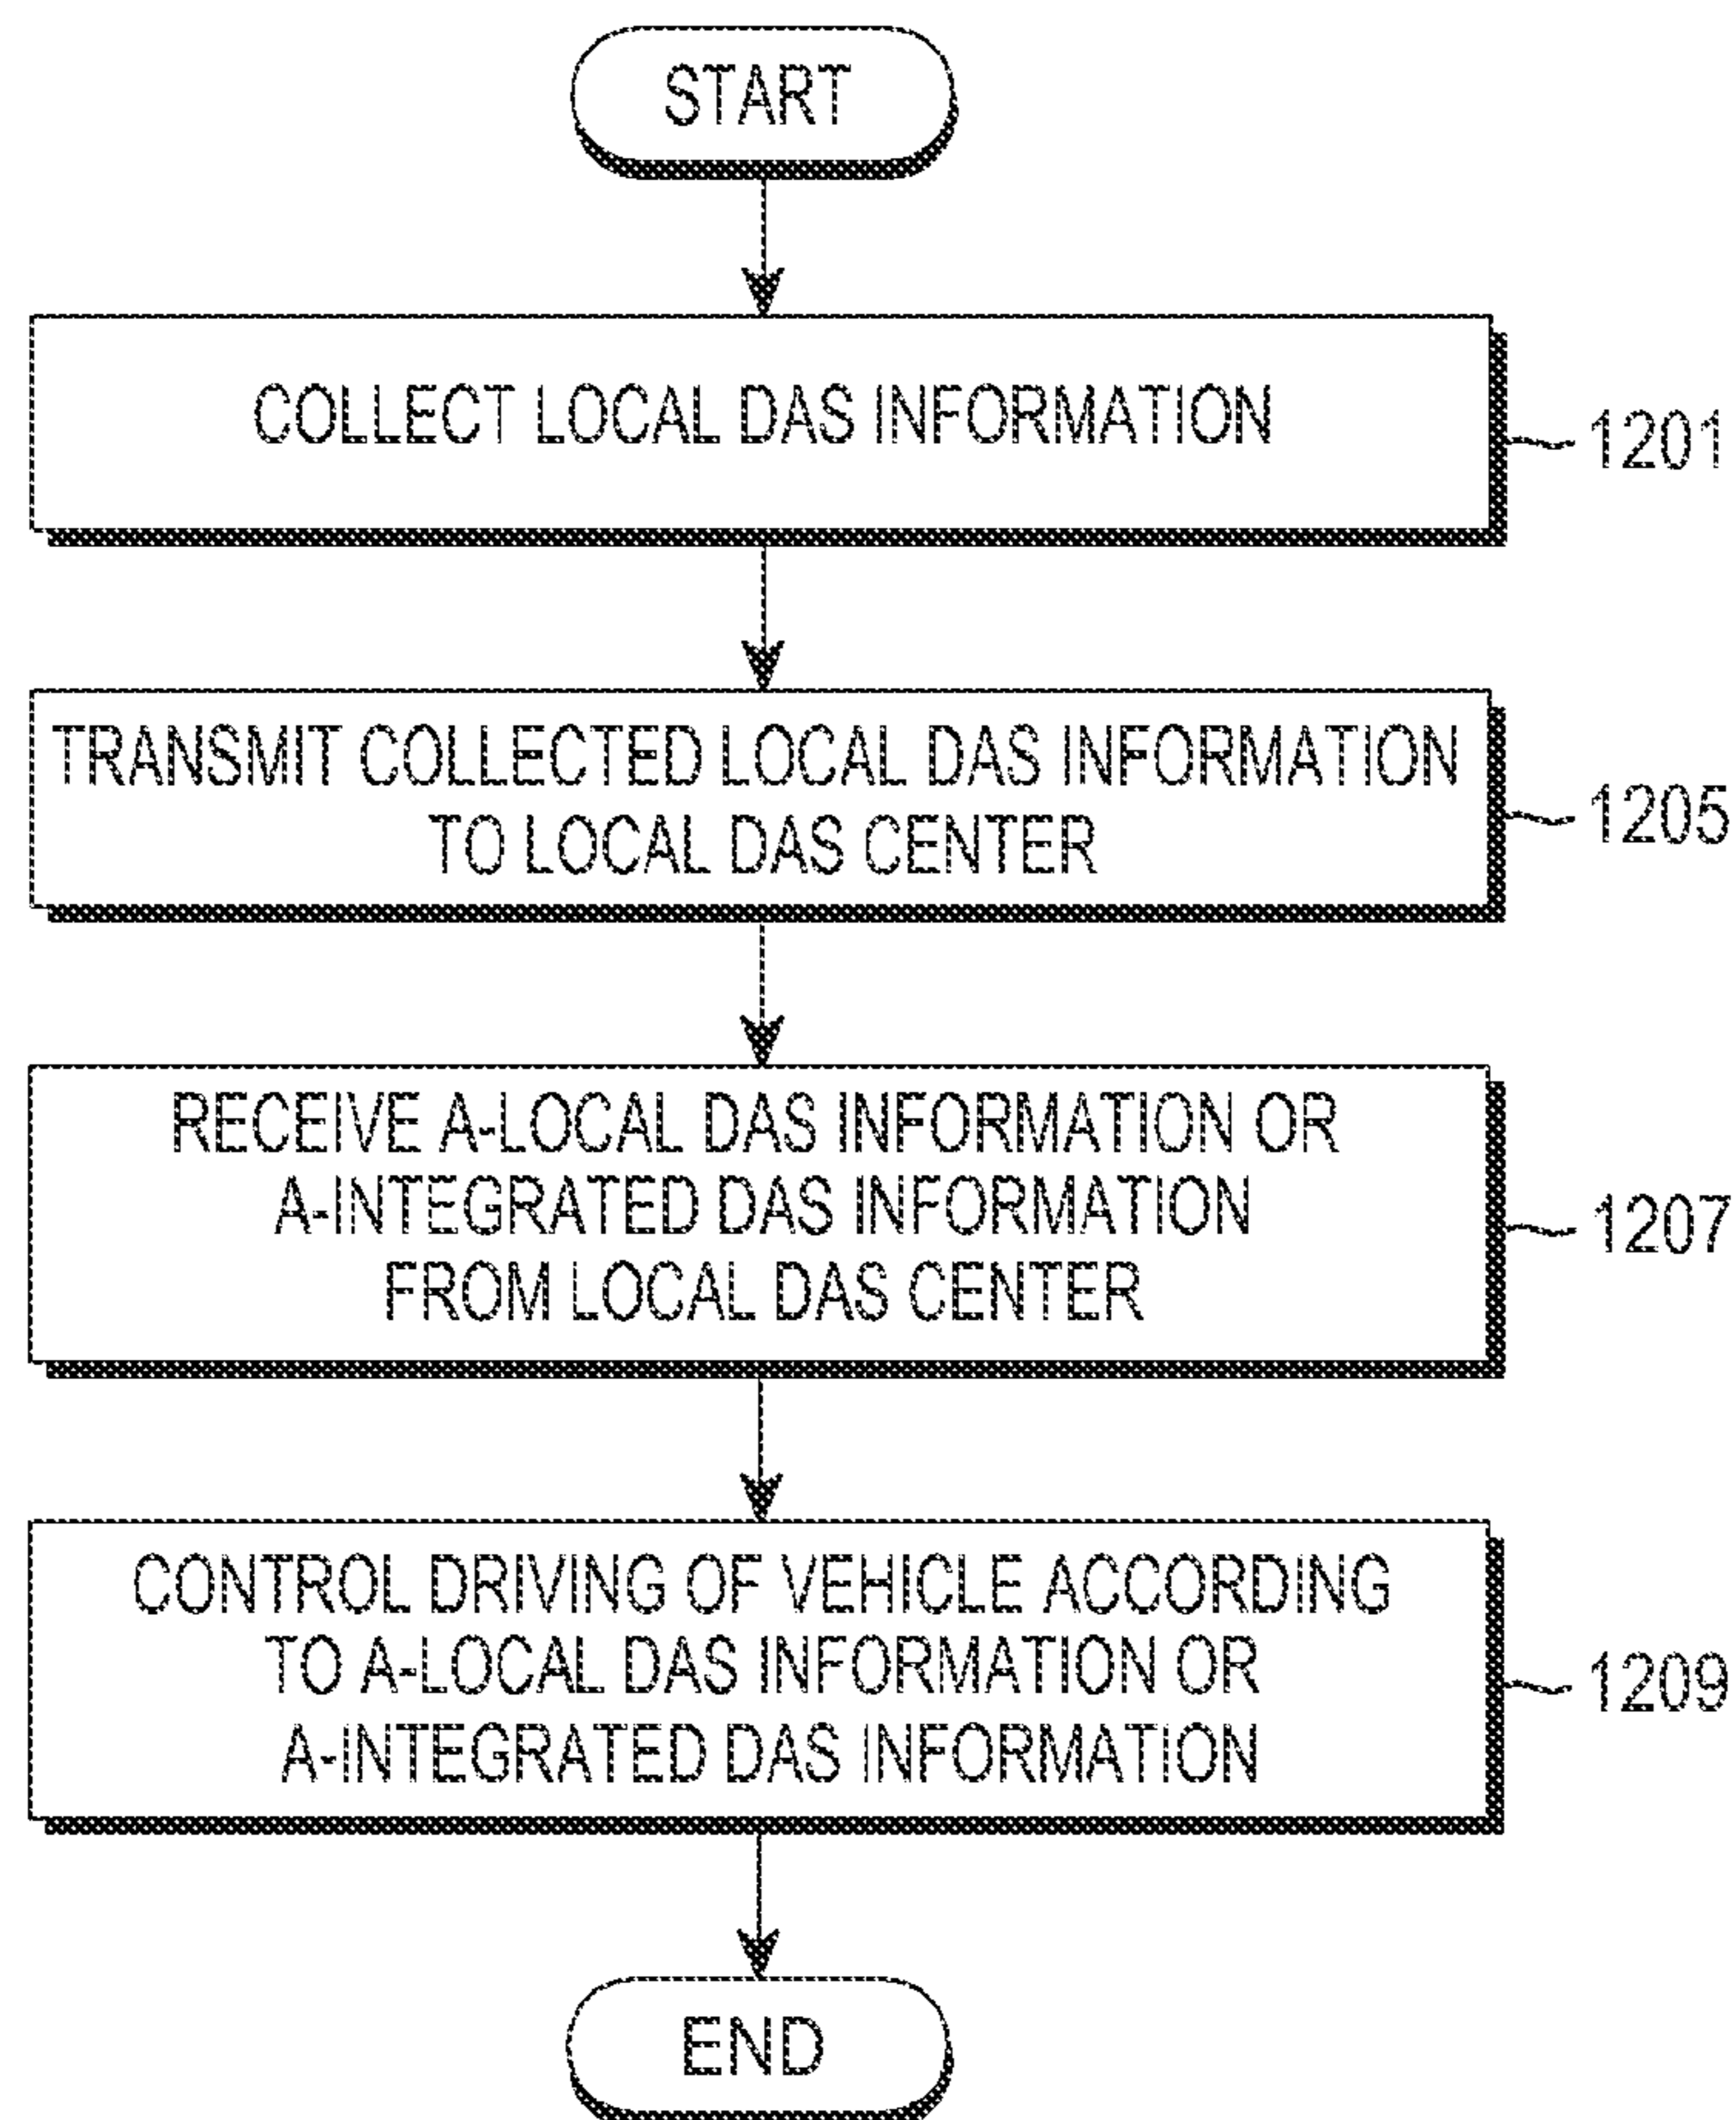 START
COLLECT LOCAL DAS INFORMATION
1201
TRANSMIT COLLECTED LOCAL DAS INFORMATION
TO LOCAL DAS CENTER
1205
RECEIVE A-LOCAL DAS INFORMATION OR
A-INTEGRATED DAS INFORMATION
FROM LOCAL DAS CENTER
1207
CONTROL DRIVING OF VEHICLE ACCORDING
TO A-LOCAL DAS INFORMATION OR
A-INTEGRATED DAS INFORMATION
1209
END